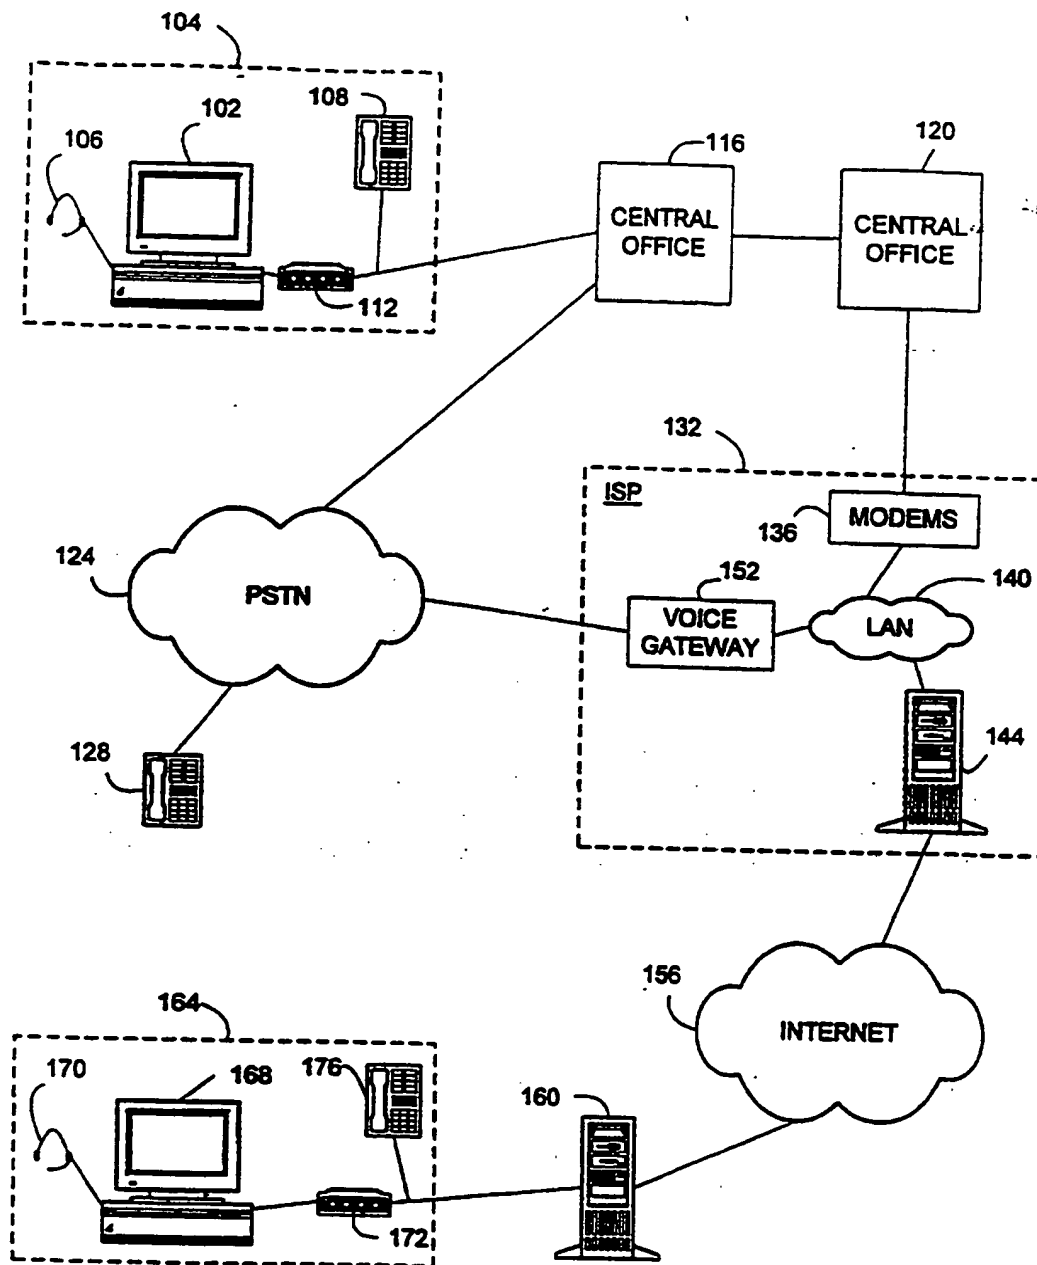 104
102
108
106
112
116
120
CENTRAL
OFFICE
CENTRAL
OFFICE
132
ISP
136
MODEMS
124
PSTN
152
140
VOICE
GATEWAY
LAN
144
128
156
INTERNET
164
170
168
176
160
172